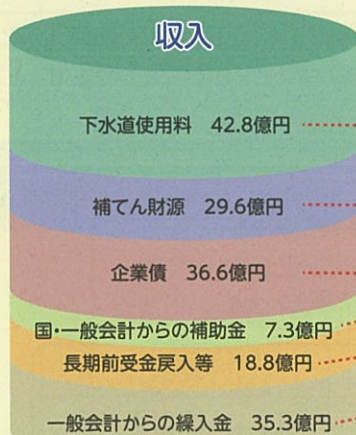 収入
下水道使用料 42.8億円
補てん財源 29.6億円
企業債 36.6億円
国・一般会計からの補助金 7.3億円
長期前受金戻入等 18.8億円
一般会計からの繰入金 35.3億円